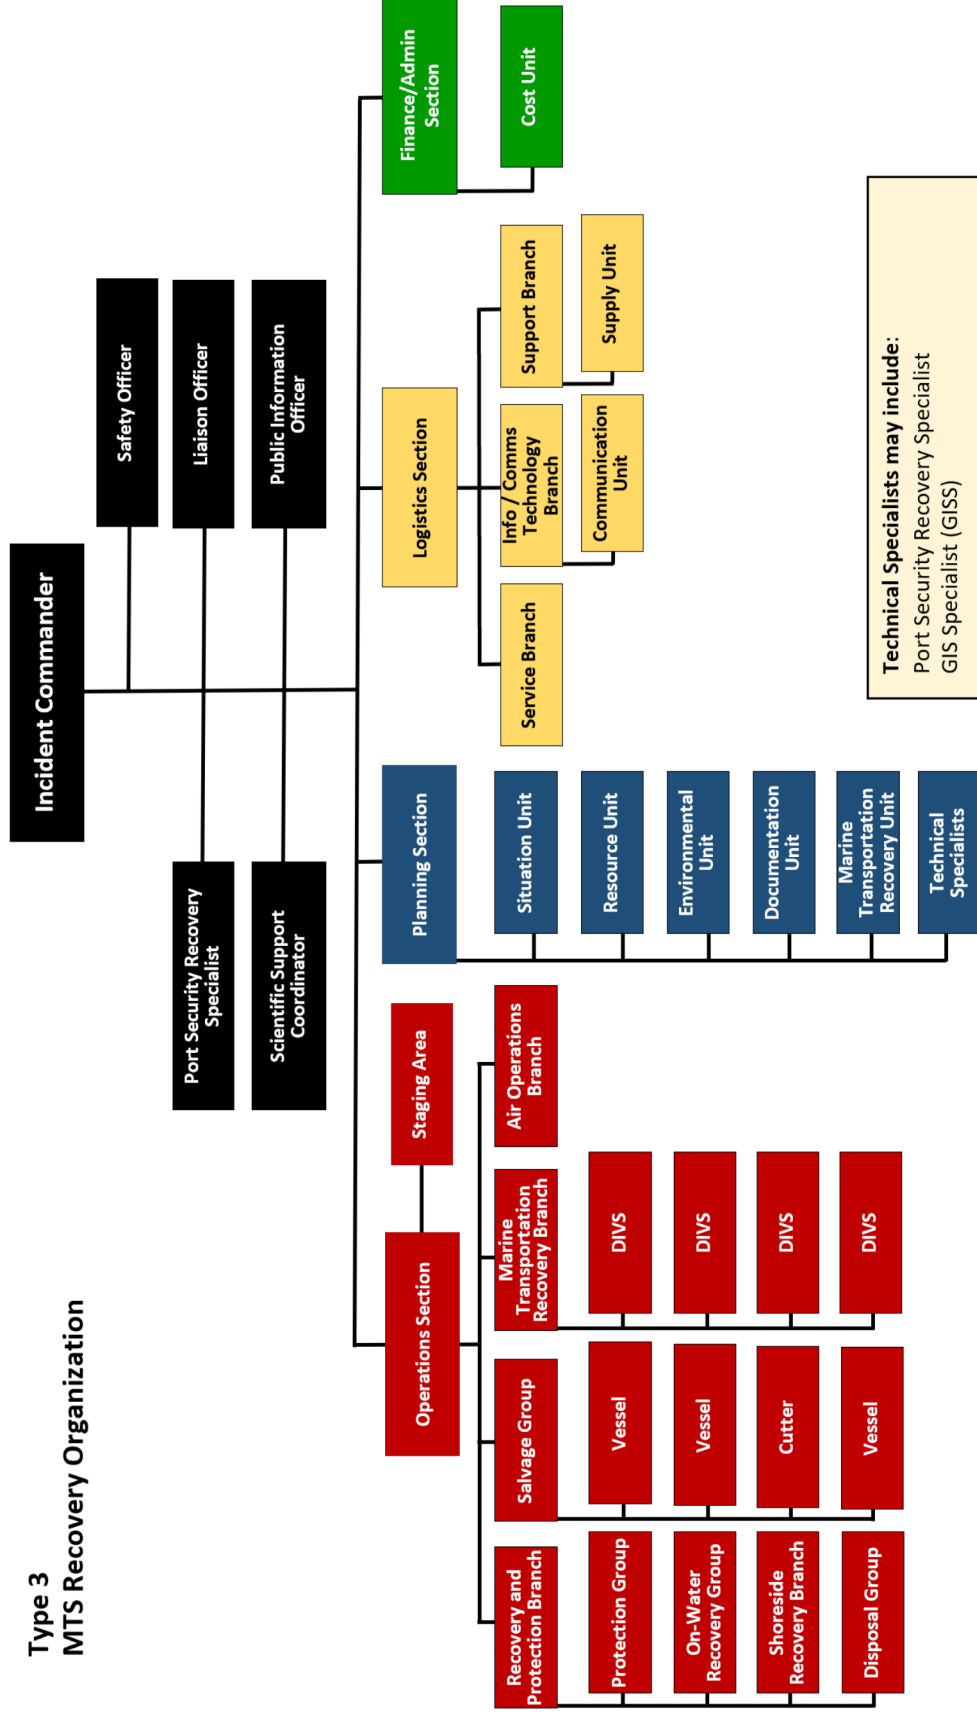 Type 3
MTS Recovery Organization
Incident Commander
Safety Officer
Port Security Recovery
Specialist
Liaison Officer
Scientific Support
Coordinator
Public Information
Officer
Operations Section
Staging Area
Planning Section
Logistics Section
Finance/Admin
Section
Recovery and
Protection Branch
Protection Group
On-Water
Recovery Group
Shoreside
Recovery Branch
Disposal Group
Salvage Group
Vessel
Vessel
Cutter
Vessel
Marine
Transportation
Recovery Branch
DIVS
DIVS
DIVS
DIVS
Air Operations
Branch
Situation Unit
Resource Unit
Environmental
Unit
Documentation
Unit
Marine
Transportation
Recovery Unit
Technical
Specialists
Service Branch
Info / Comms
Technology
Branch
Communication
Unit
Support Branch
Supply Unit
Cost Unit
Technical Specialists may include:
Port Security Recovery Specialist
GIS Specialist (GISS)